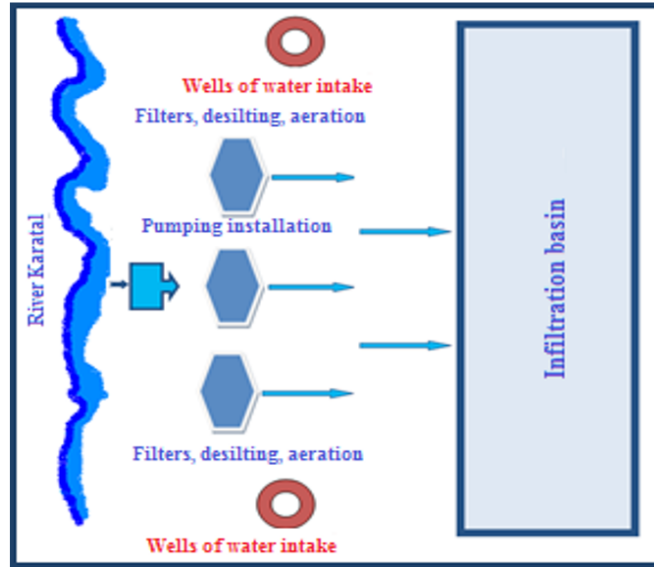 Wells of water intake
Filters, desilting, aeration
Pumping installation
River Karatal
Infiltration basin
Filters, desilting, aeration
Wells of water intake